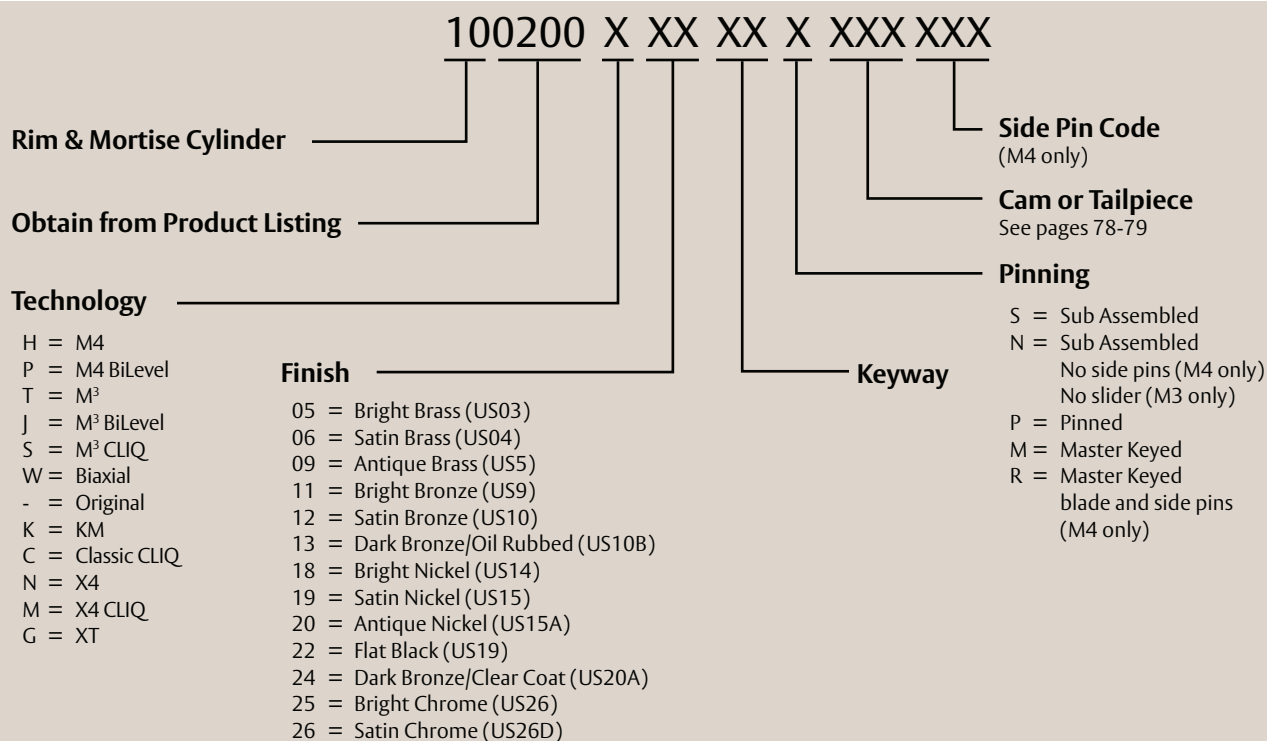 100200 X XX XX X XXX XXX
Rim & Mortise Cylinder
Obtain from Product Listing
Technology
H = M4
P = M4 BiLevel
T = M³
J = M³ BiLevel
S = M³ CLIQ
W = Biaxial
- = Original
K = KM
C = Classic CLIQ
N = X4
M = X4 CLIQ
G = XT
Finish
05 = Bright Brass (US03)
06 = Satin Brass (US04)
09 = Antique Brass (US5)
11 = Bright Bronze (US9)
12 = Satin Bronze (US10)
13 = Dark Bronze/Oil Rubbed (US10B)
18 = Bright Nickel (US14)
19 = Satin Nickel (US15)
20 = Antique Nickel (US15A)
22 = Flat Black (US19)
24 = Dark Bronze/Clear Coat (US20A)
25 = Bright Chrome (US26)
26 = Satin Chrome (US26D)
Keyway
Side Pin Code
(M4 only)
Cam or Tailpiece
See pages 78-79
Pinning
S = Sub Assembled
N = Sub Assembled
No side pins (M4 only)
No slider (M3 only)
P = Pinned
M = Master Keyed
R = Master Keyed
blade and side pins
(M4 only)